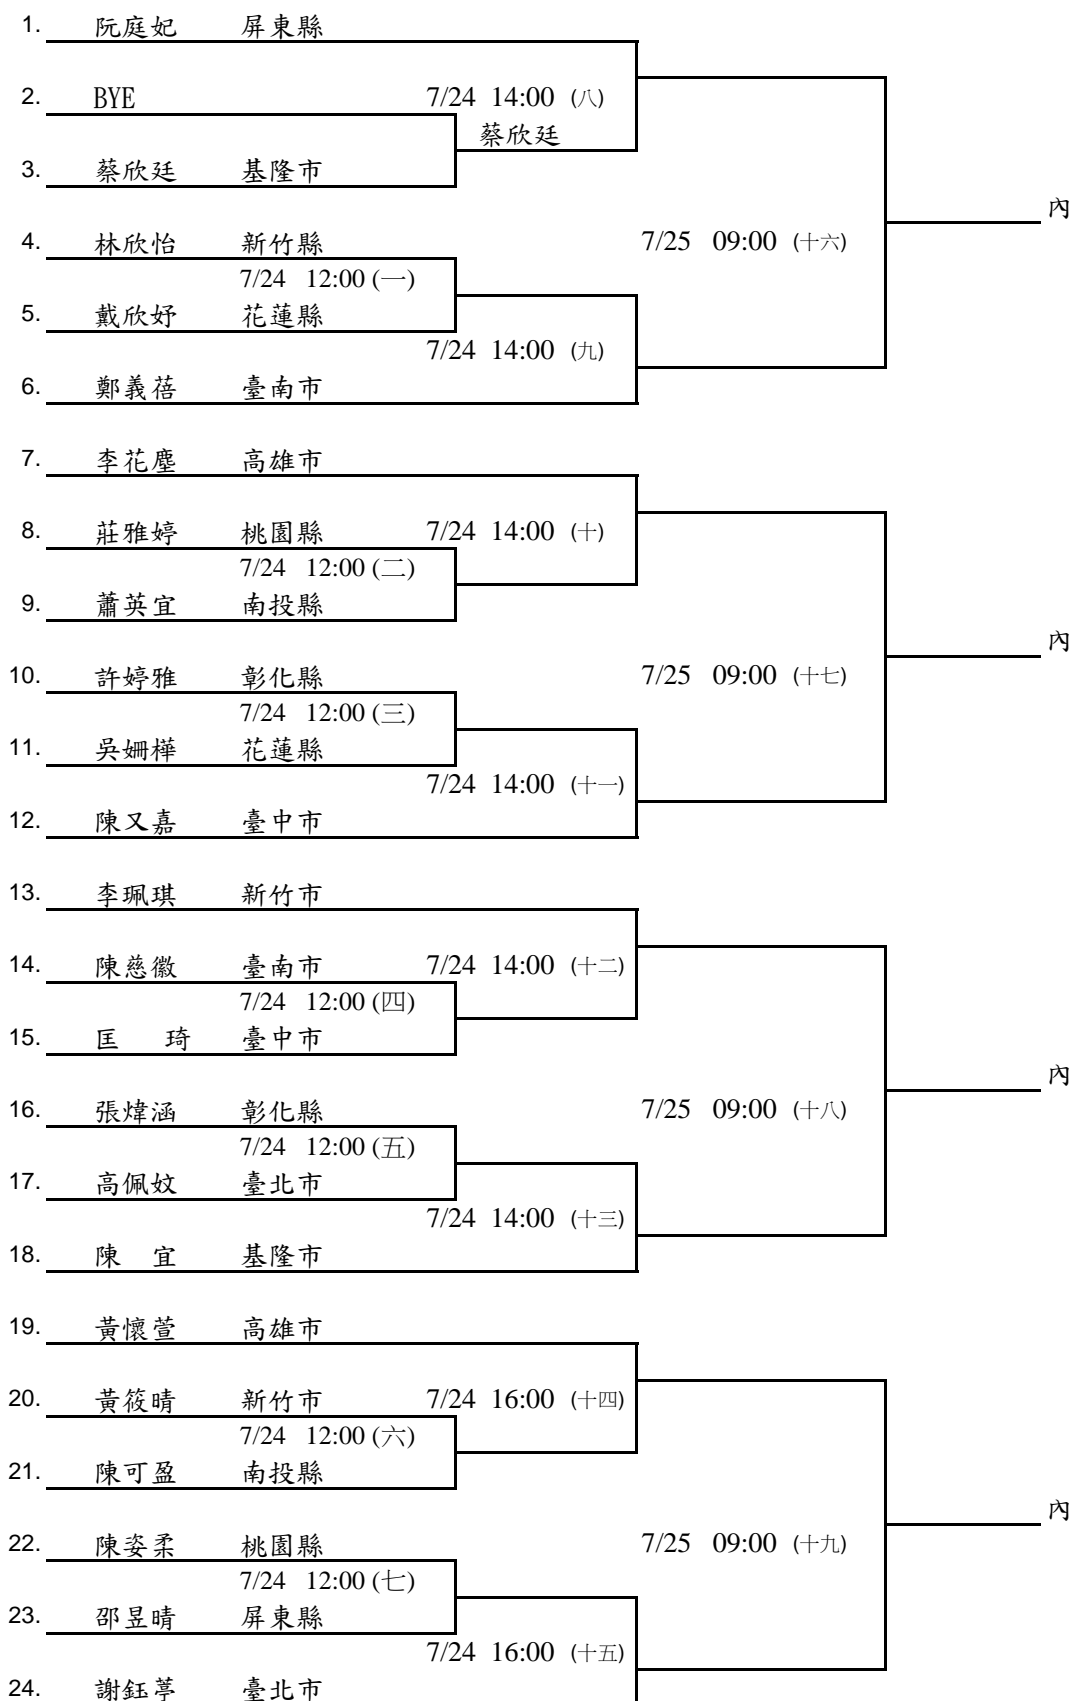 1. 阮庭妃 屏東縣
2. BYE 7/24 14:00 (八)
蔡欣廷
3. 蔡欣廷 基隆市
內
4. 林欣怡 新竹縣 7/25 09:00 (十六)
7/24 12:00 (一)
5. 戴欣妤 花蓮縣
7/24 14:00 (九)
6. 鄭義蓓 臺南市
7. 李花塵 高雄市
8. 莊雅婷 桃園縣 7/24 14:00 (十)
7/24 12:00 (二)
9. 蕭英宜 南投縣
內
10. 許婷雅 彰化縣 7/25 09:00 (十七)
7/24 12:00 (三)
11. 吳姍樺 花蓮縣
7/24 14:00 (十一)
12. 陳又嘉 臺中市
13. 李珮琪 新竹市
14. 陳慈徽 臺南市 7/24 14:00 (十二)
7/24 12:00 (四)
15. 匡 琦 臺中市
內
16. 張煒涵 彰化縣 7/25 09:00 (十八)
7/24 12:00 (五)
17. 高佩妏 臺北市
7/24 14:00 (十三)
18. 陳 宜 基隆市
19. 黃懷萱 高雄市
20. 黃筱晴 新竹市 7/24 16:00 (十四)
7/24 12:00 (六)
21. 陳可盈 南投縣
內
22. 陳姿柔 桃園縣 7/25 09:00 (十九)
7/24 12:00 (七)
23. 邵昱晴 屏東縣
7/24 16:00 (十五)
24. 謝鈺葶 臺北市